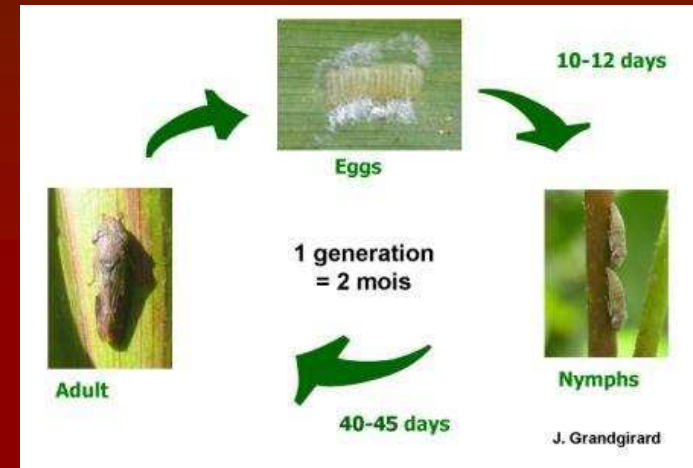 10-12 days
Eggs
1 generation
= 2 mois
Adult
Nymphs
40-45 days
J. Grandgirard